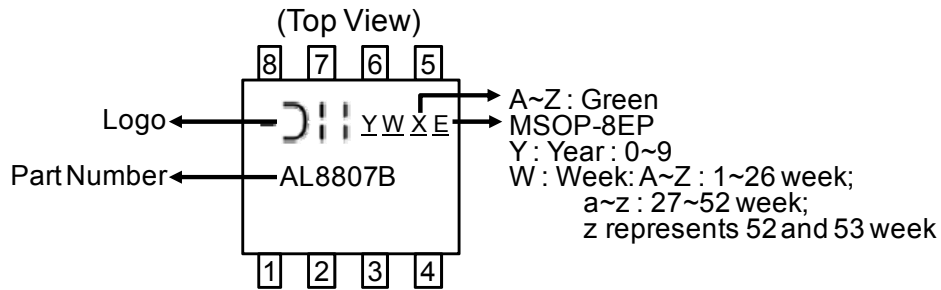 (Top View)
8 7 6 5
Logo
Y W X E
A~Z : Green
MSOP-8EP
Part Number
AL8807B
Y : Year : 0~9
W : Week: A~Z : 1~26 week;
a~z : 27~52 week;
z represents 52 and 53 week
1 2 3 4